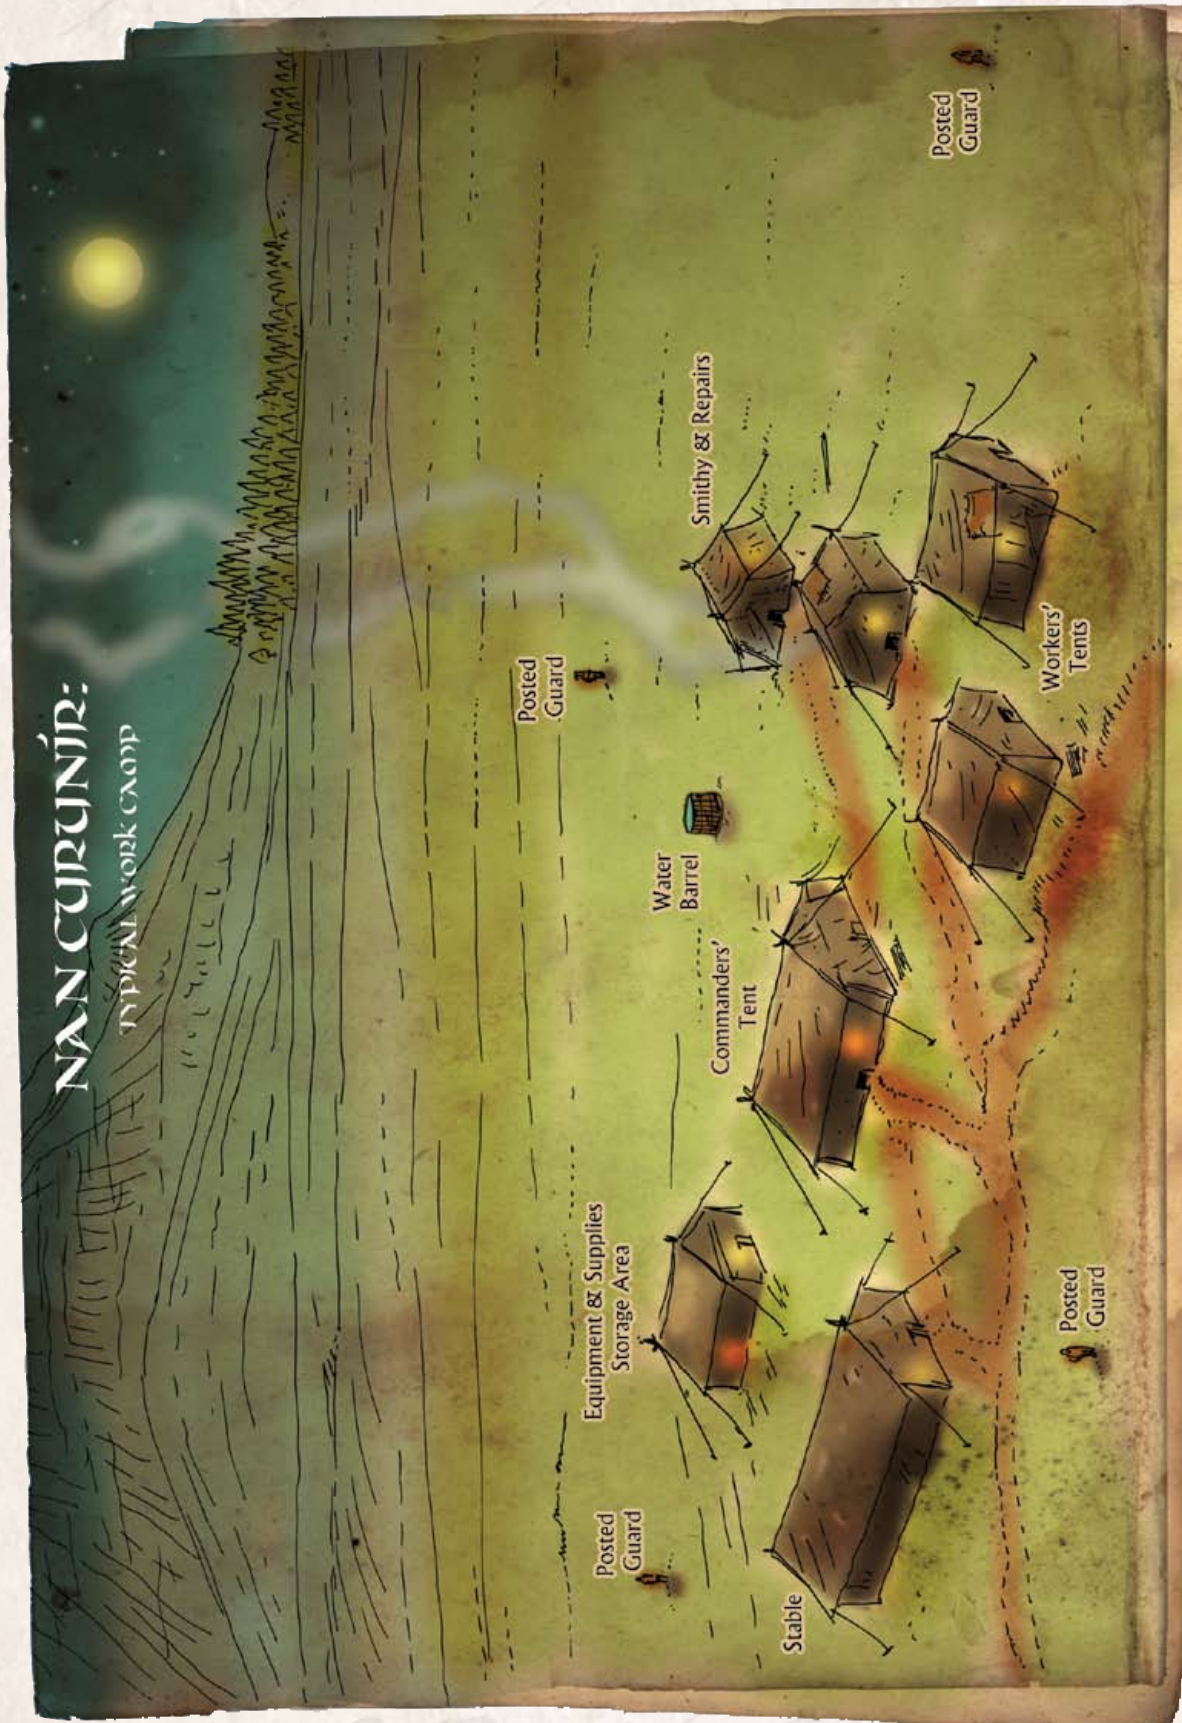 NAN CURUNÍR:
TYPICAL WORK CAMP
Posted
Guard
Equipment & Supplies
Storage Area
Stable
Commanders'
Tent
Water
Barrel
Posted
Guard
Smithy & Repairs
Workers'
Tents
Posted
Guard
Posted
Guard